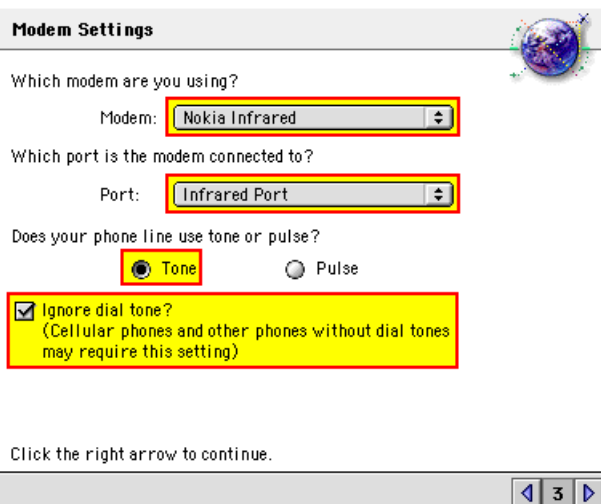 Modem Settings
Which modem are you using?
Modem: Nokia Infrared
Which port is the modem connected to?
Port: Infrared Port
Does your phone line use tone or pulse?
Tone Pulse
Ignore dial tone?
(Cellular phones and other phones without dial tones
may require this setting)
Click the right arrow to continue.
3